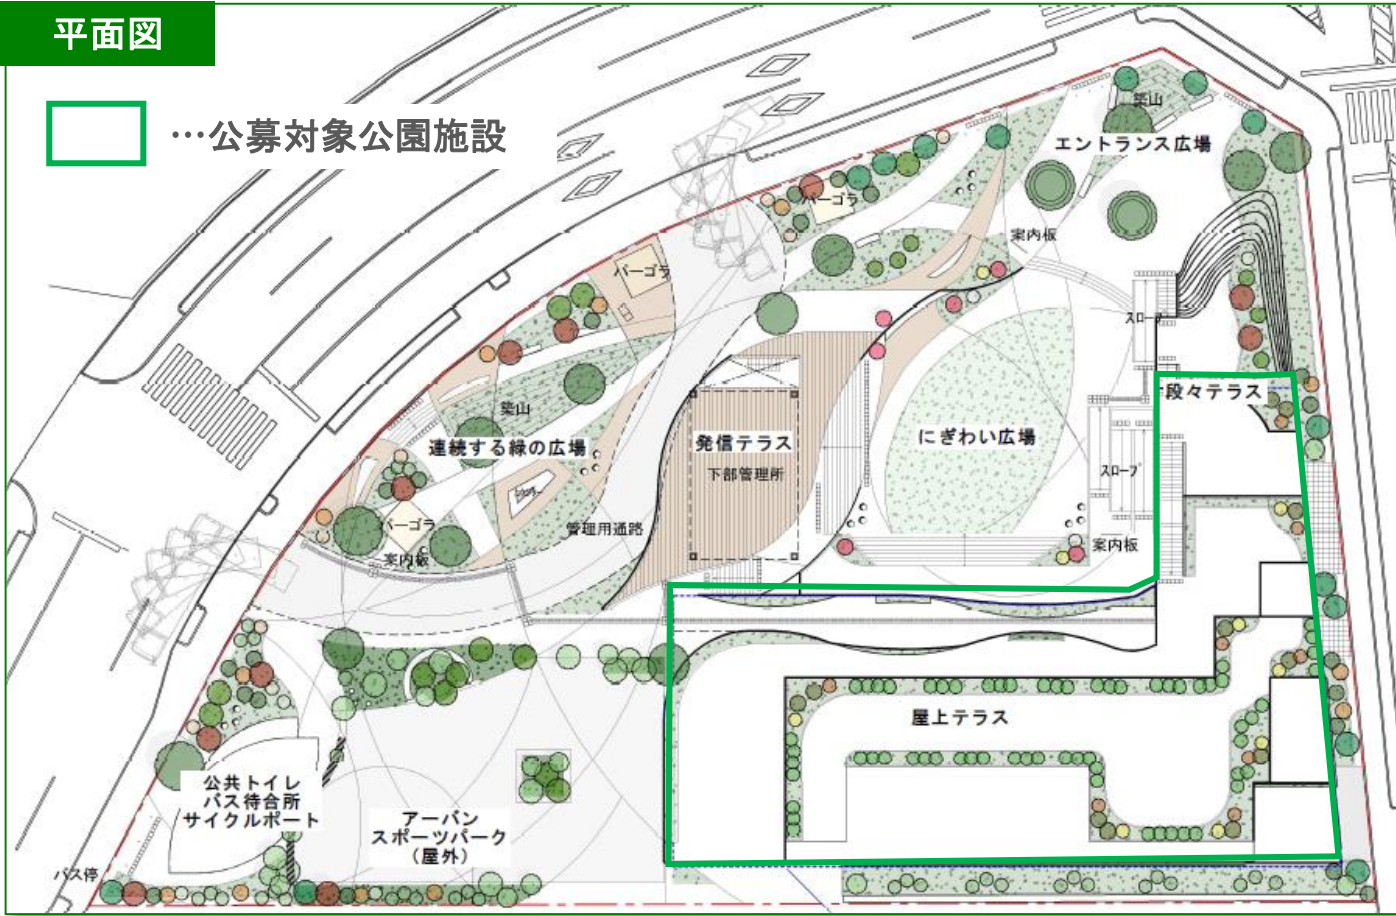 平面図
…公募対象公園施設
築山
エントランス広場
パーゴラ
案内板
パーゴラ
スロープ
段々テラス
築山
連続する緑の広場
発信テラス
下部管理所
にぎわい広場
スロープ
パーゴラ
管理用通路
案内板
案内板
屋上テラス
公共トイレ
バス待合所
サイクルポート
アーバン
スポーツパーク
（屋外）
バス停